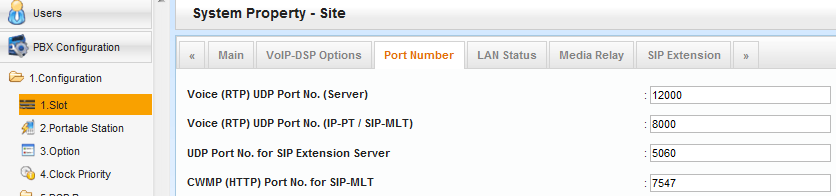 Users
PBX Configuration
1.Configuration
1.Slot
2.Portable Station
3.Option
4.Clock Priority
System Property - Site
« Main VoIP-DSP Options Port Number LAN Status Media Relay SIP Extension »
Voice (RTP) UDP Port No. (Server) : 12000
Voice (RTP) UDP Port No. (IP-PT / SIP-MLT) : 8000
UDP Port No. for SIP Extension Server : 5060
CWMP (HTTP) Port No. for SIP-MLT : 7547